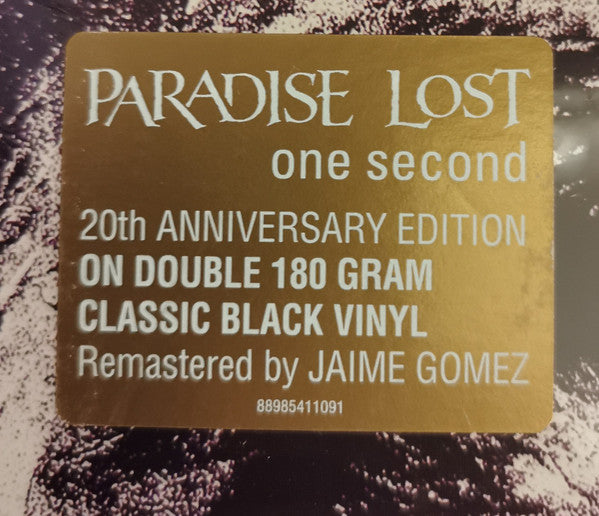 PARADISE LOST
one second
20th ANNIVERSARY EDITION
ON DOUBLE 180 GRAM
CLASSIC BLACK VINYL
Remastered by JAIME GOMEZ
88985411091